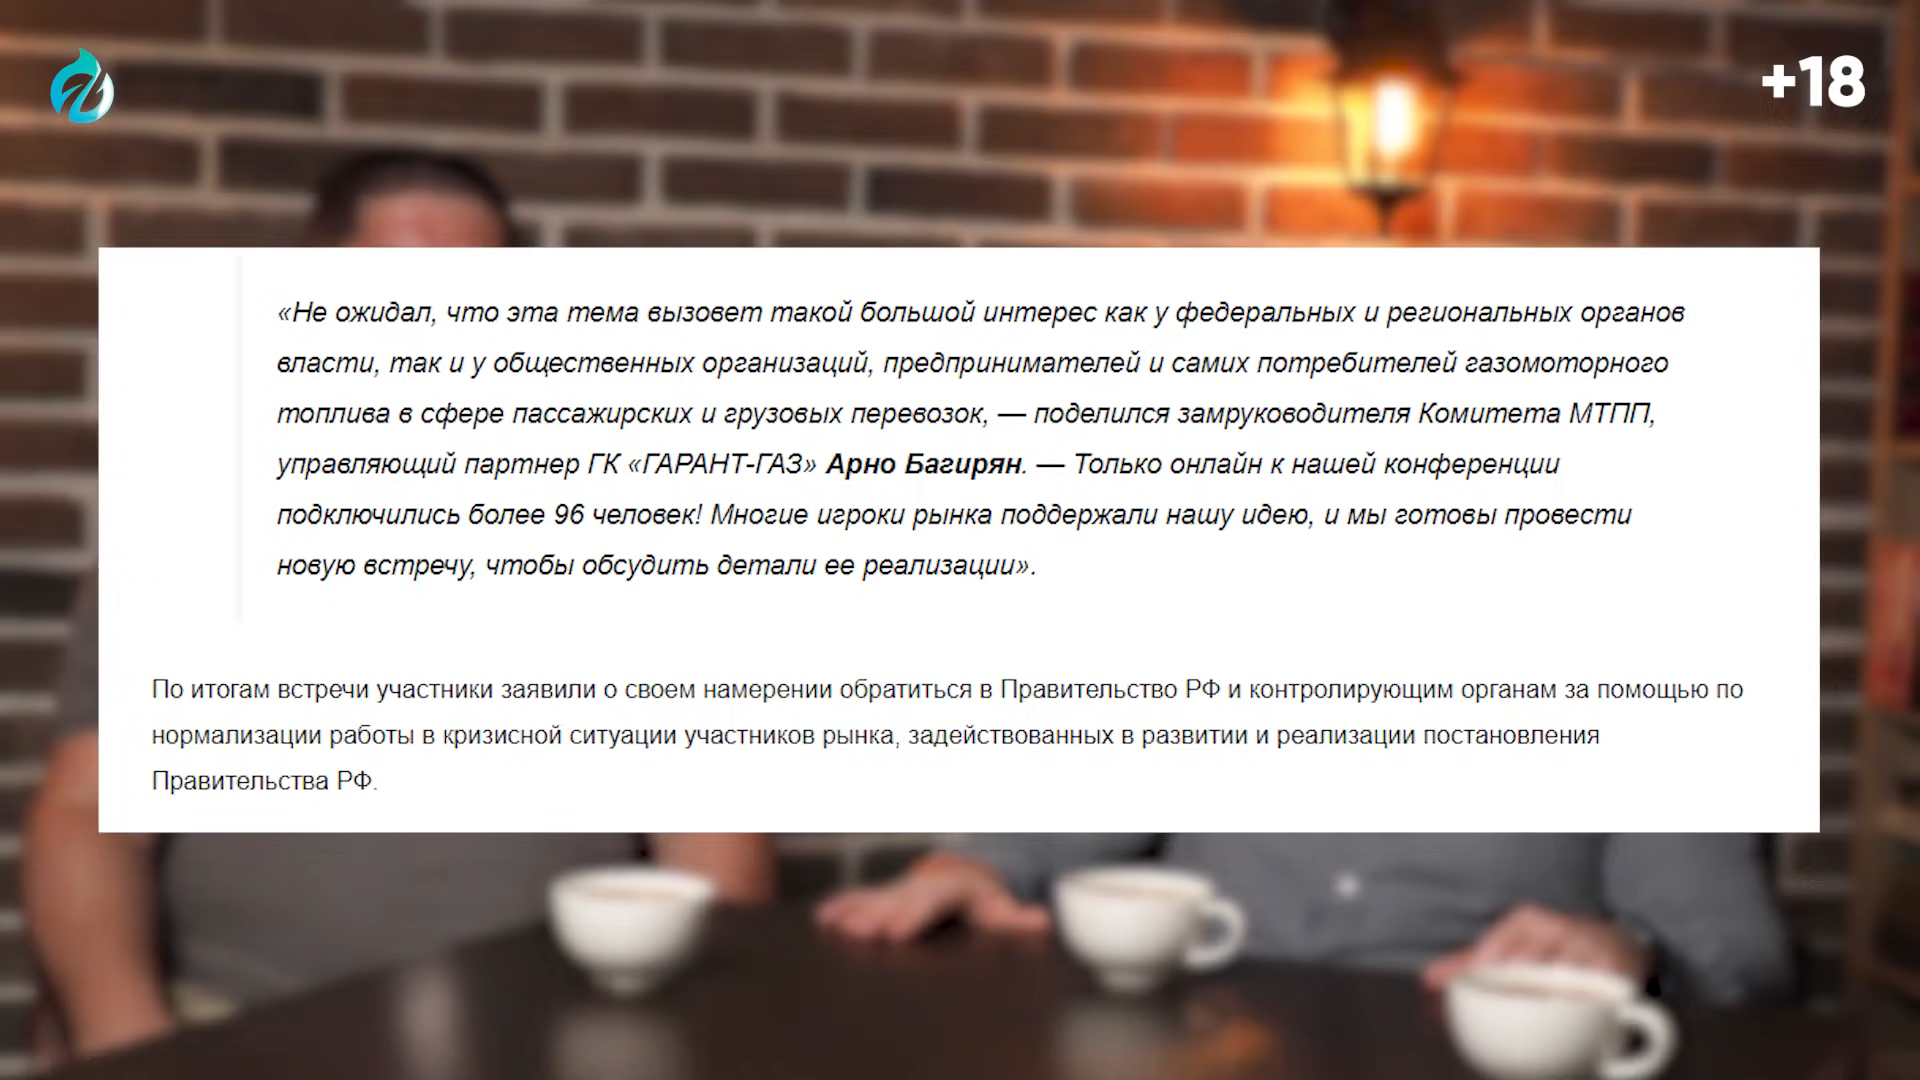 +18
«Не ожидал, что эта тема вызовет такой большой интерес как у федеральных и региональных органов
власти, так и у общественных организаций, предпринимателей и самих потребителей газомоторного
топлива в сфере пассажирских и грузовых перевозок, — поделился замруководителя Комитета МТПП,
управляющий партнер ГК «ГАРАНТ-ГАЗ» Арно Багирян. — Только онлайн к нашей конференции
подключились более 96 человек! Многие игроки рынка поддержали нашу идею, и мы готовы провести
новую встречу, чтобы обсудить детали ее реализации».
По итогам встречи участники заявили о своем намерении обратиться в Правительство РФ и контролирующим органам за помощью по
нормализации работы в кризисной ситуации участников рынка, задействованных в развитии и реализации постановления
Правительства РФ.